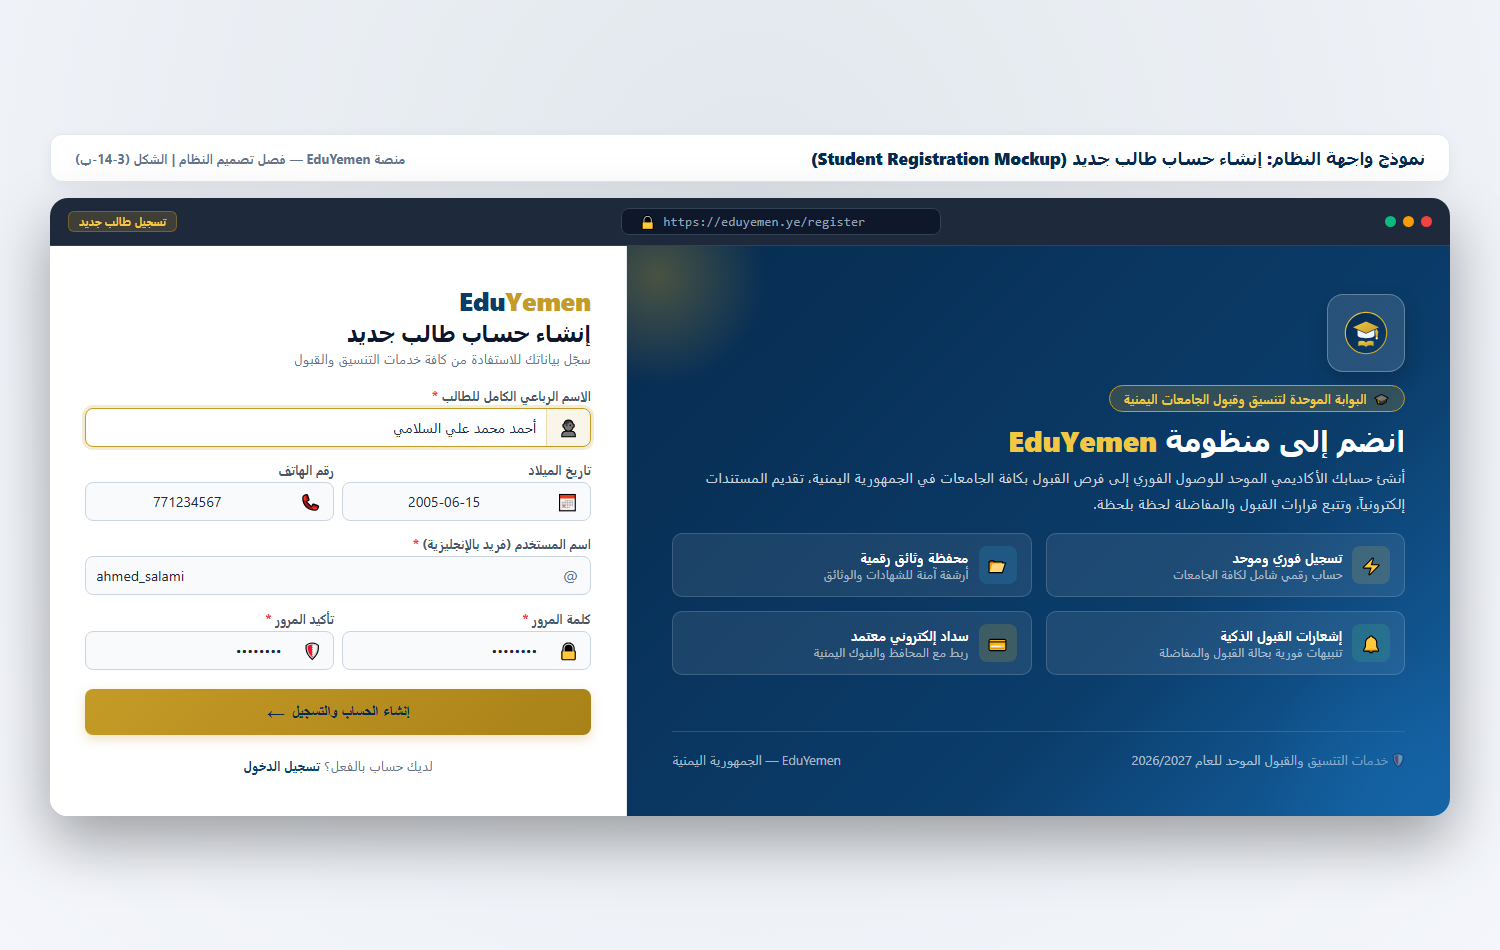 نموذج واجهة النظام: إنشاء حساب طالب جديد (Student Registration Mockup)
منصة EduYemen — فصل تصميم النظام | الشكل (3-14-ب)
https://eduyemen.ye/register
تسجيل طالب جديد
🎓 البوابة الموحدة لتنسيق وقبول الجامعات اليمنية
انضم إلى منظومة EduYemen
أنشئ حسابك الأكاديمي الموحد للوصول الفوري إلى فرص القبول بكافة الجامعات في الجمهورية اليمنية، تقديم المستندات
إلكترونياً، وتتبع قرارات القبول والمفاضلة لحظة بلحظة.
تسجيل فوري وموحد
حساب رقمي شامل لكافة الجامعات
محفظة وثائق رقمية
أرشفة آمنة للشهادات والوثائق
إشعارات القبول الذكية
تنبيهات فورية بحالة القبول والمفاضلة
سداد إلكتروني معتمد
ربط مع المحافظ والبنوك اليمنية
خدمات التنسيق والقبول الموحد للعام 2026/2027
EduYemen — الجمهورية اليمنية
EduYemen
إنشاء حساب طالب جديد
سجّل بياناتك للاستفادة من كافة خدمات التنسيق والقبول
الاسم الرباعي الكامل للطالب *
أحمد محمد علي السلامي
تاريخ الميلاد
رقم الهاتف
2005-06-15
771234567
اسم المستخدم (فريد بالإنجليزية) *
@ ahmed_salami
كلمة المرور *
تأكيد المرور *
••••••••
••••••••
إنشاء الحساب والتسجيل ←
لديك حساب بالفعل؟ تسجيل الدخول